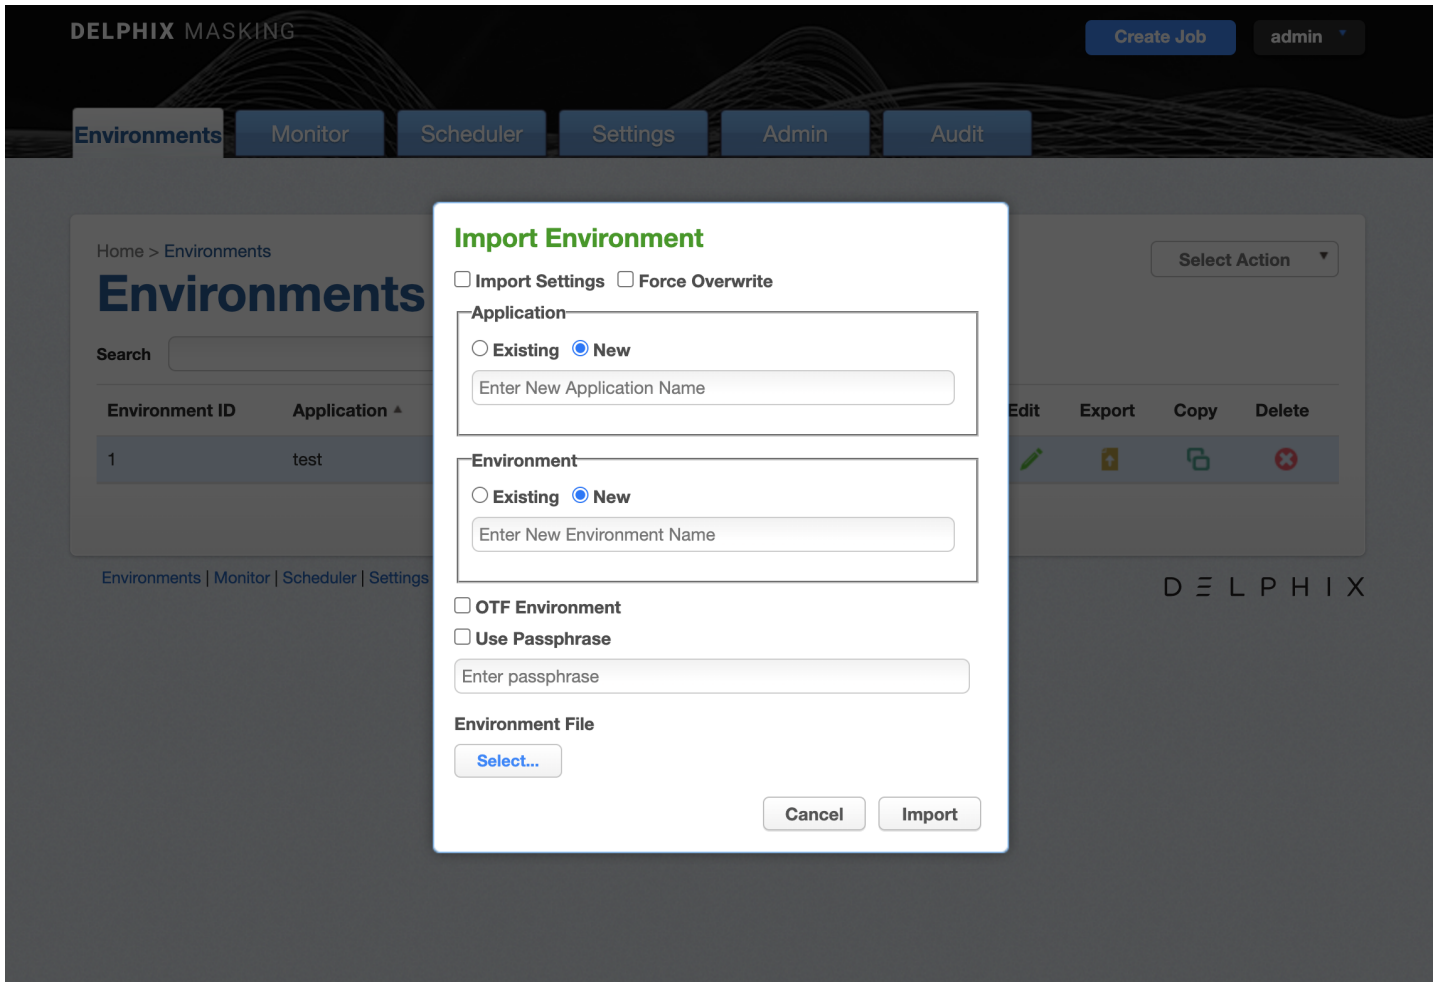 DELPHIX MASKING
Create Job
admin
Environments
Monitor
Scheduler
Settings
Admin
Audit
Home > Environments
Select Action
Environments
Search
Environment ID
Application
Edit
Export
Copy
Delete
1
test
Environments | Monitor | Scheduler | Settings
DELPHIX
Import Environment
Import Settings
Force Overwrite
Application
Existing
New
Enter New Application Name
Environment
Existing
New
Enter New Environment Name
OTF Environment
Use Passphrase
Enter passphrase
Environment File
Select...
Cancel
Import